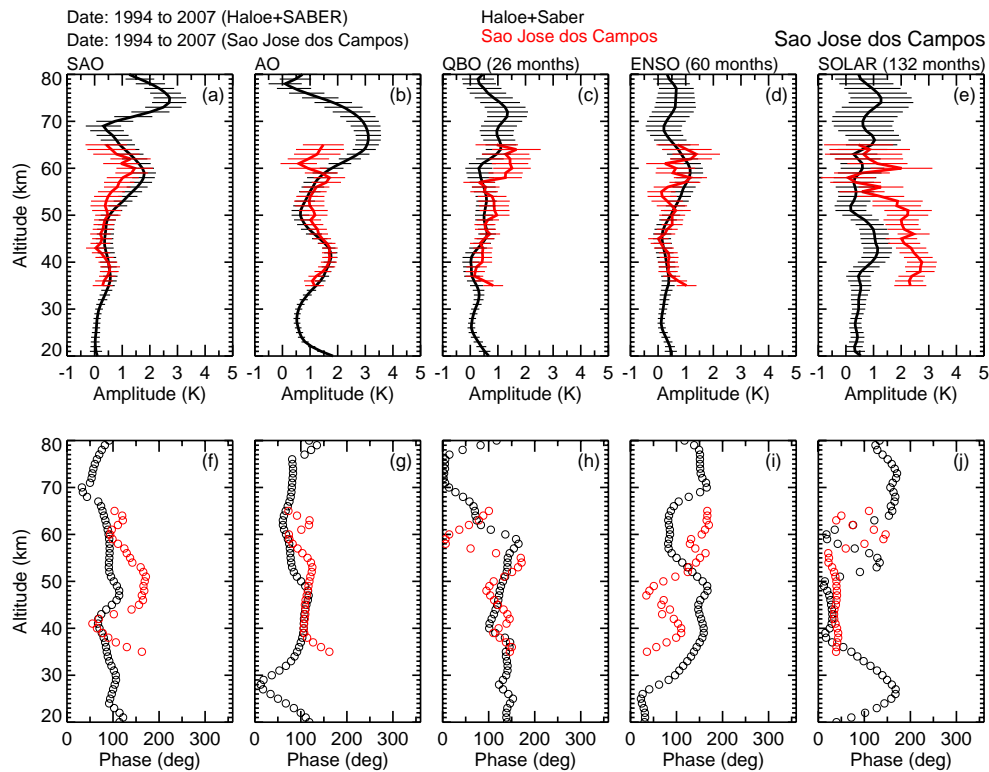 Date: 1994 to 2007 (Haloe+SABER)
Date: 1994 to 2007 (Sao Jose dos Campos)
Haloe+Saber
Sao Jose dos Campos
Sao Jose dos Campos
SAO
AO
QBO (26 months)
ENSO (60 months)
SOLAR (132 months)
(a)
(b)
(c)
(d)
(e)
80
70
60
50
40
30
20
Altitude (km)
-1 0 1 2 3 4 5
-1 0 1 2 3 4 5
-1 0 1 2 3 4 5
-1 0 1 2 3 4 5
-1 0 1 2 3 4 5
Amplitude (K)
Amplitude (K)
Amplitude (K)
Amplitude (K)
Amplitude (K)
(f)
(g)
(h)
(i)
(j)
80
70
60
50
40
30
20
Altitude (km)
0 100 200 300
0 100 200 300
0 100 200 300
0 100 200 300
0 100 200 300
Phase (deg)
Phase (deg)
Phase (deg)
Phase (deg)
Phase (deg)